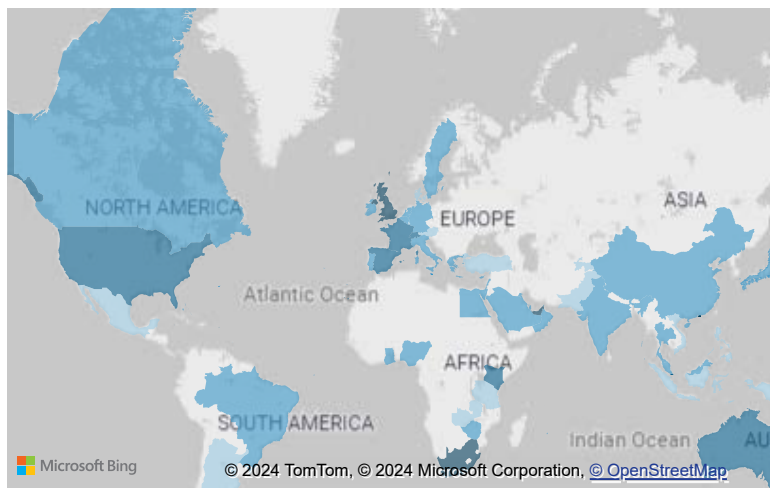 NORTH AMERICA
EUROPE
ASIA
Atlantic Ocean
AFRICA
SOUTH AMERICA
Indian Ocean
AU
Microsoft Bing
© 2024 TomTom, © 2024 Microsoft Corporation, © OpenStreetMap